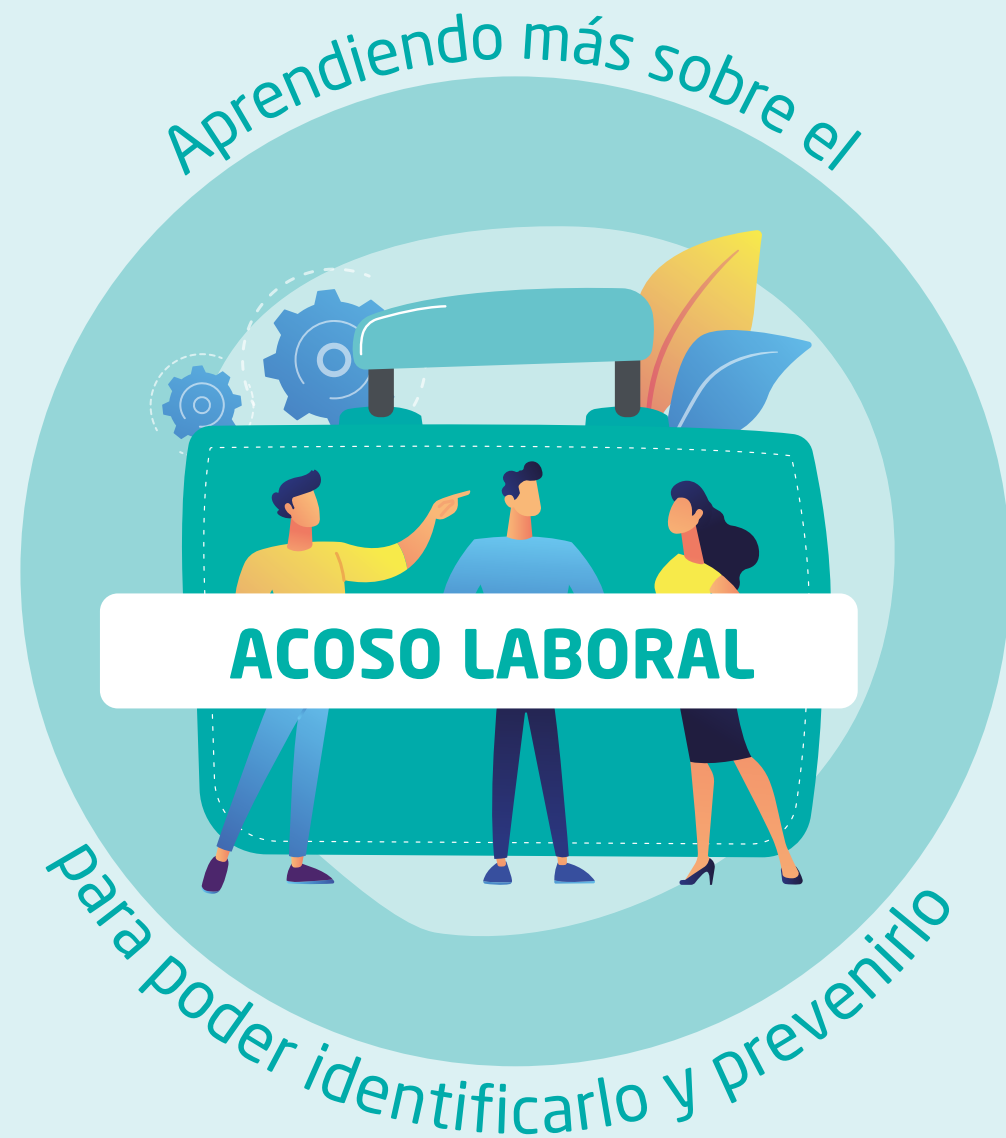 Aprendiendo más sobre el
ACOSO LABORAL
para poder identificarlo y prevenirlo